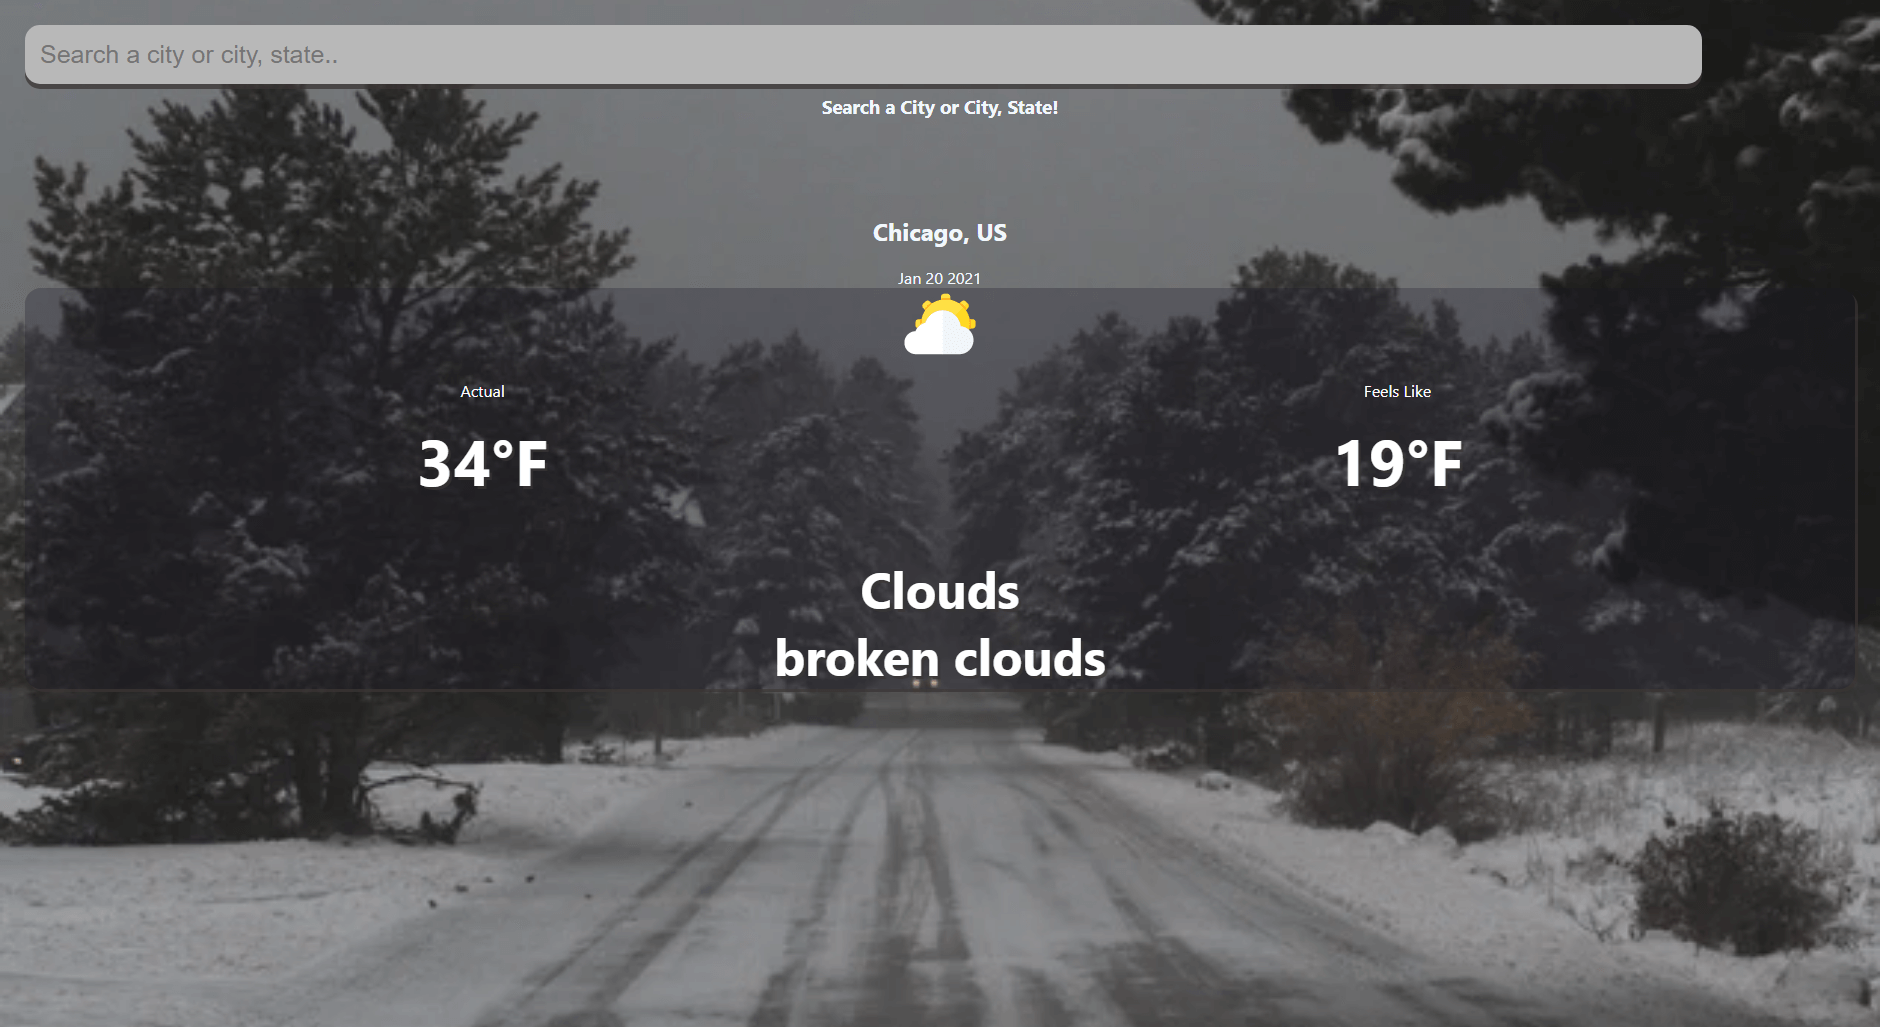 Search a city or city, state..
Search a City or City, State!
Chicago, US
Jan 20 2021
Actual
Feels Like
34°F
19°F
Clouds
broken clouds